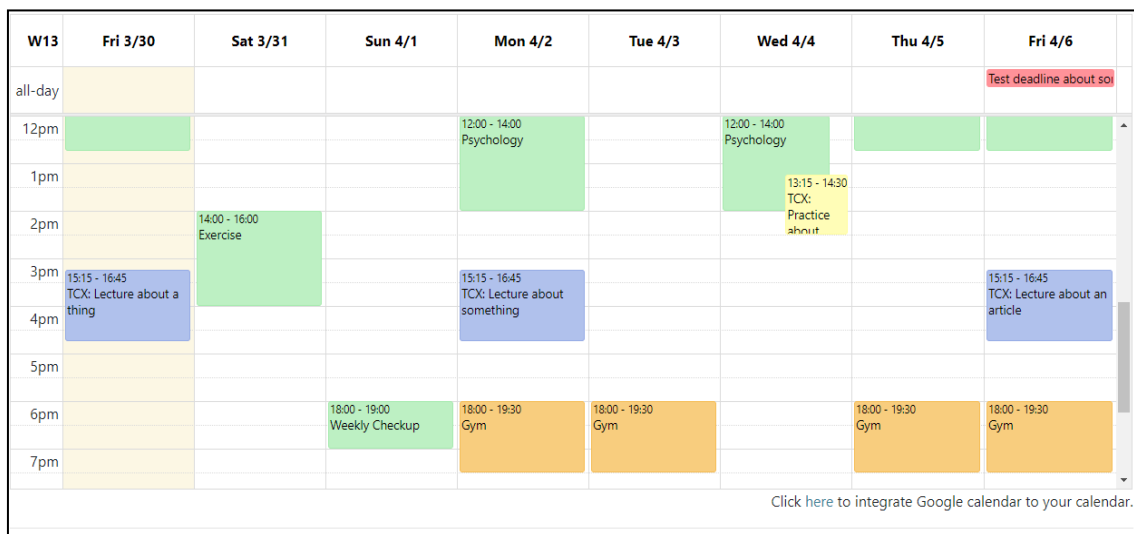 W13 Fri 3/30 Sat 3/31 Sun 4/1 Mon 4/2 Tue 4/3 Wed 4/4 Thu 4/5 Fri 4/6
all-day
Test deadline about
12pm
12:00 - 14:00
Psychology
12:00 - 14:00
Psychology
1pm
13:15 - 14:30
TCX:
Practice
about
2pm
14:00 - 16:00
Exercise
3pm
15:15 - 16:45
TCX: Lecture about a
thing
15:15 - 16:45
TCX: Lecture about
something
15:15 - 16:45
TCX: Lecture about an
article
4pm
5pm
6pm
18:00 - 19:00
Weekly Checkup
18:00 - 19:30
Gym
18:00 - 19:30
Gym
18:00 - 19:30
Gym
18:00 - 19:30
Gym
7pm
Click here to integrate Google calendar to your calendar.